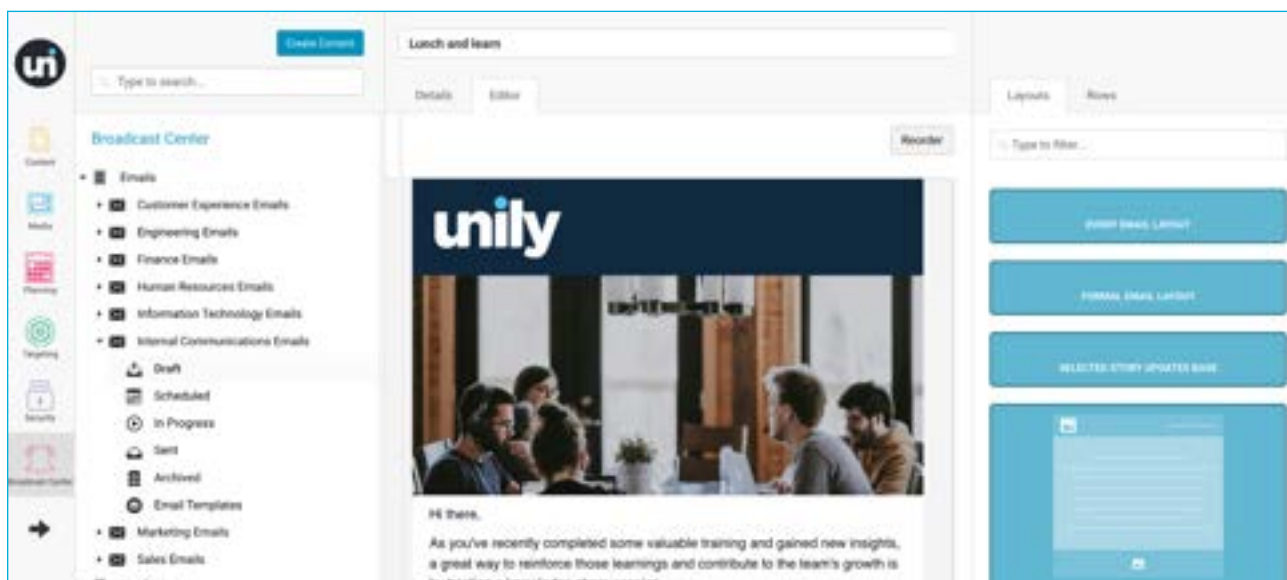 uni
Create Content
Type to search...
Content
Media
Planning
Targeting
Security
Broadcast Center
Broadcast Center
Emails
Customer Experience Emails
Engineering Emails
Finance Emails
Human Resources Emails
Information Technology Emails
Internal Communications Emails
Draft
Scheduled
In Progress
Sent
Archived
Email Templates
Marketing Emails
Sales Emails
Lunch and learn
Details Editor
Reorder
unily
Hi there,
As you've recently completed some valuable training and gained new insights,
a great way to reinforce those learnings and contribute to the team's growth is
Layouts Rows
Type to filter...
EVENT EMAIL LAYOUT
FORMAL EMAIL LAYOUT
SELECTED STORY UPDATES BASE